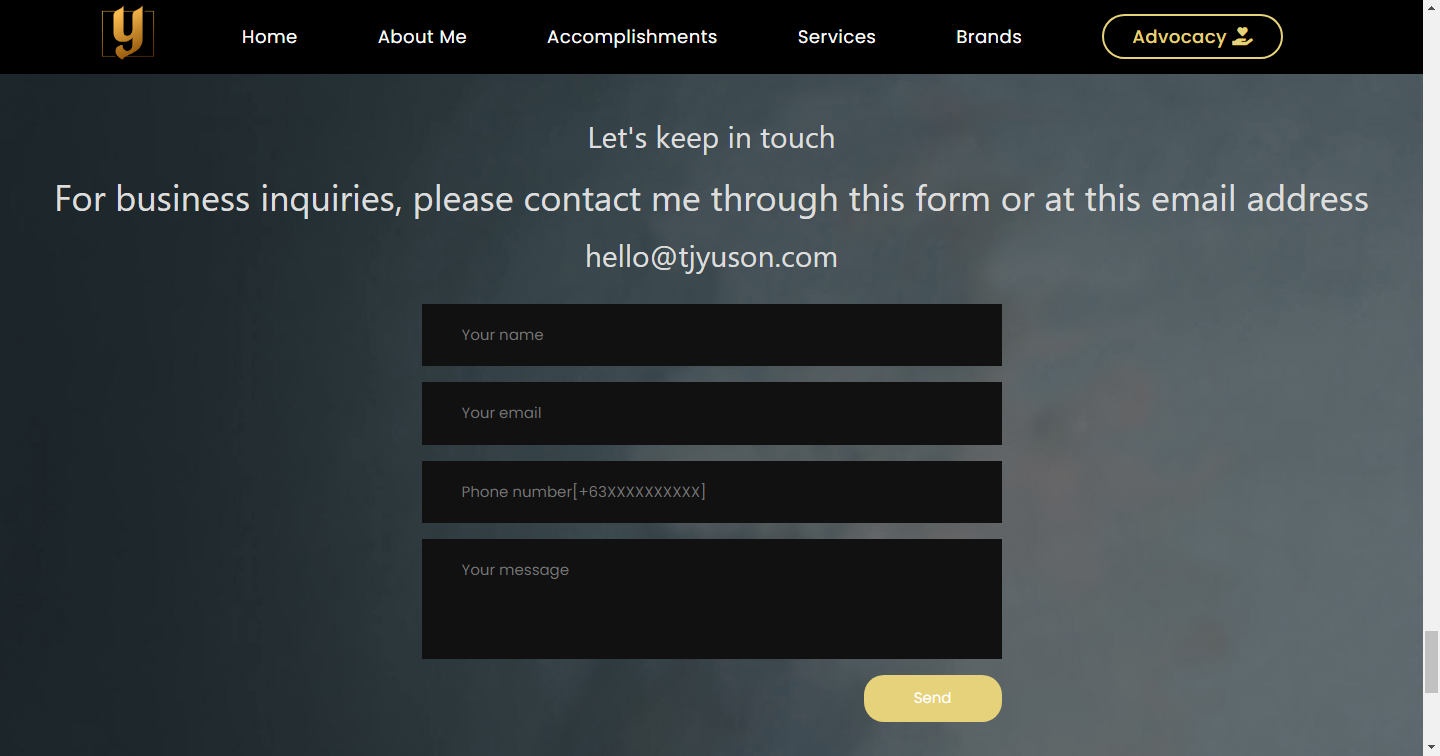 y
Home
About Me
Accomplishments
Services
Brands
Advocacy
Let's keep in touch
For business inquiries, please contact me through this form or at this email address
hello@tjyuson.com
Your name
Your email
Phone number[+63XXXXXXXXXX]
Your message
Send